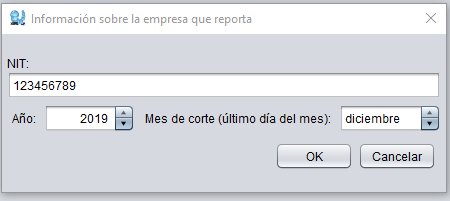 Información sobre la empresa que reporta
NIT:
123456789
Año: 2019 Mes de corte (último día del mes): diciembre
OK Cancelar